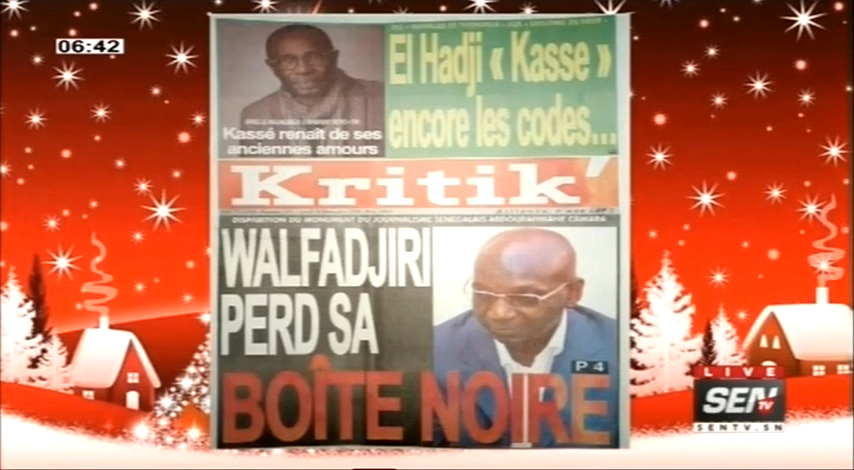 06:42
El Hadji « Kasse »
encore les codes...
Kassé renaît de ses
anciennes amours
Kritik'
DISPARITION DU MONUMENT DU JOURNALISME SENEGALAIS ABDOURAHMANE CAMARA
WALFADJIRI
PERD SA
BOÎTE NOIRE
P 4
LIVE
SEN TV
SENTV.SN